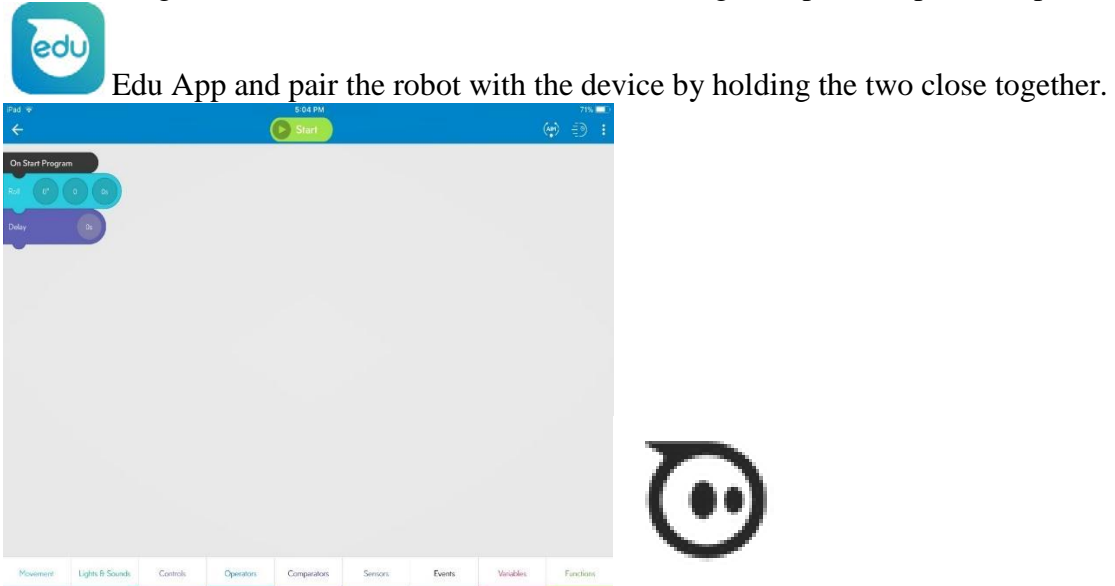 edu
Edu App and pair the robot with the device by holding the two close together.
iPad 5:04 PM 71%
Start AIM
On Start Program
Roll 0° 0 0s
Delay 0s
Movement Lights & Sounds Controls Operators Comparators Sensors Events Variables Functions